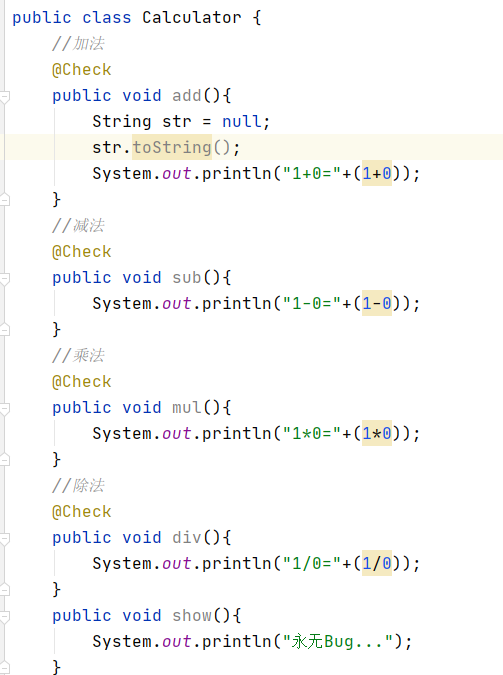 public class Calculator {
    //加法
    @Check
    public void add(){
        String str = null;
        str.toString();
        System.out.println("1+0="+(1+0));
    }
    //减法
    @Check
    public void sub(){
        System.out.println("1-0="+(1-0));
    }
    //乘法
    @Check
    public void mul(){
        System.out.println("1*0="+(1*0));
    }
    //除法
    @Check
    public void div(){
        System.out.println("1/0="+(1/0));
    }
    public void show(){
        System.out.println("永无Bug...");
    }